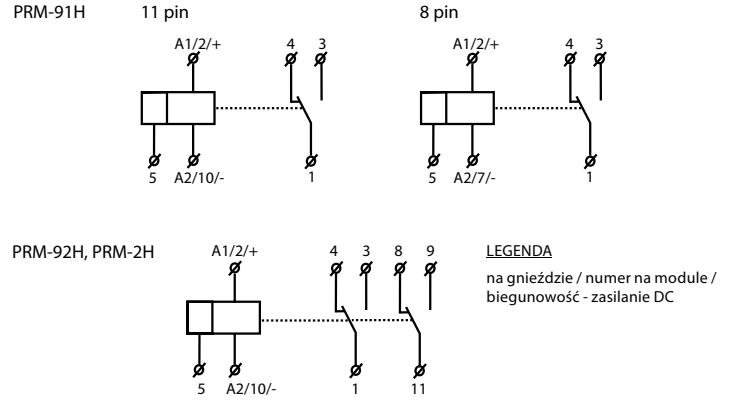 PRM-91H 11 pin 8 pin
A1/2/+ 4 3 A1/2/+ 4 3
5 A2/10/- 1 5 A2/7/- 1
PRM-92H, PRM-2H A1/2/+ 4 3 8 9 LEGENDA
na gnieździe / numer na module /
biegunowość - zasilanie DC
5 A2/10/- 1 11